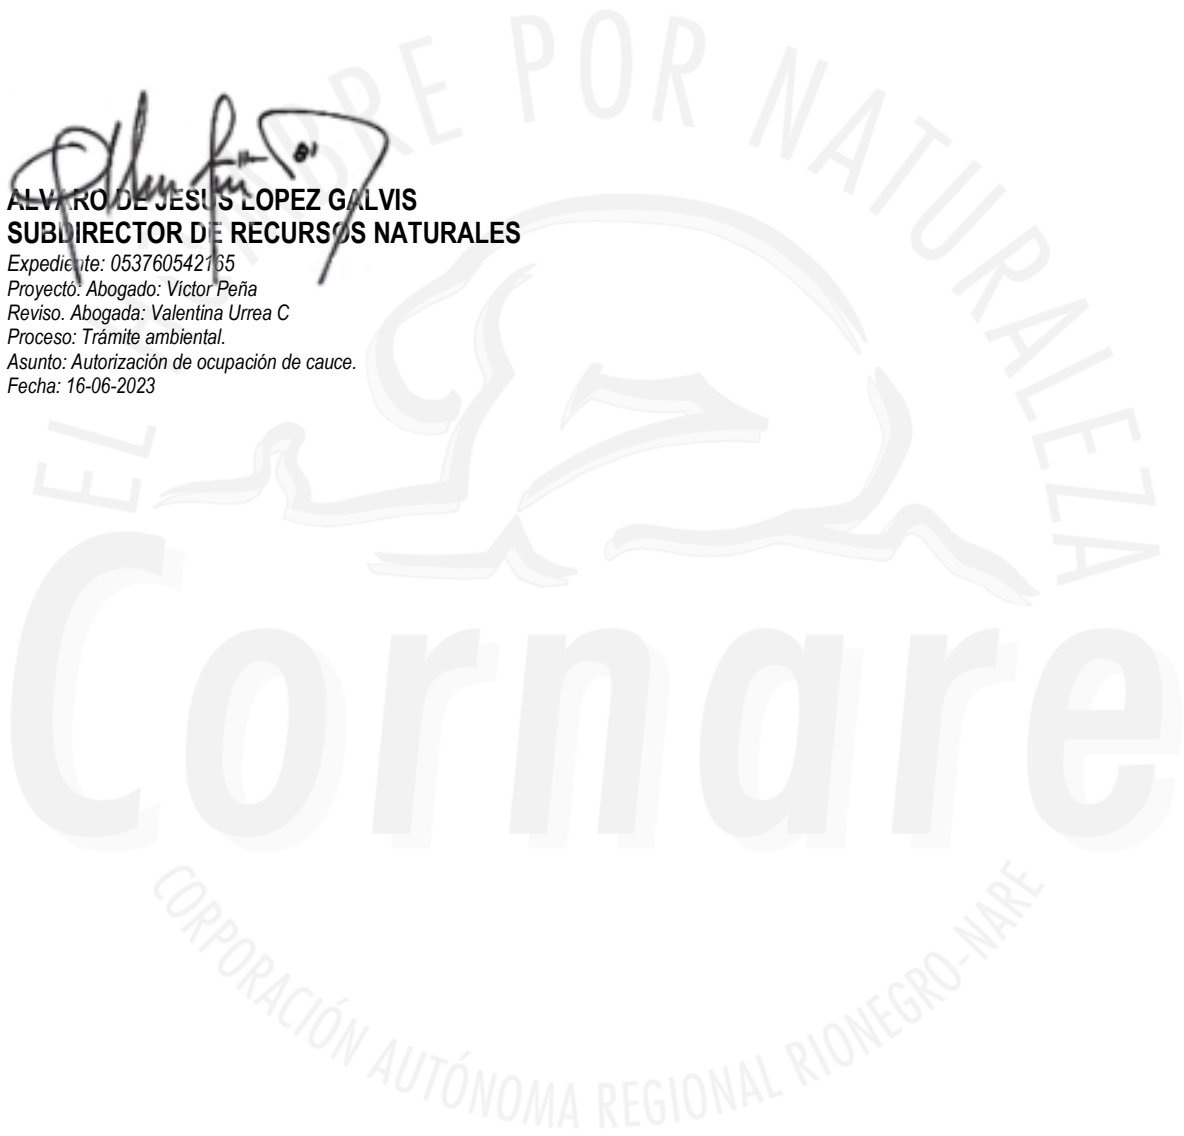 ALVARO DE JESUS LOPEZ GALVIS
SUBDIRECTOR DE RECURSOS NATURALES
Expediente: 053760542165
Proyectó: Abogado: Víctor Peña
Reviso. Abogada: Valentina Urrea C
Proceso: Trámite ambiental.
Asunto: Autorización de ocupación de cauce.
Fecha: 16-06-2023
EL HOMBRE POR NATURALEZA
Cornare
CORPORACIÓN AUTÓNOMA REGIONAL RIONEGRO-NARE